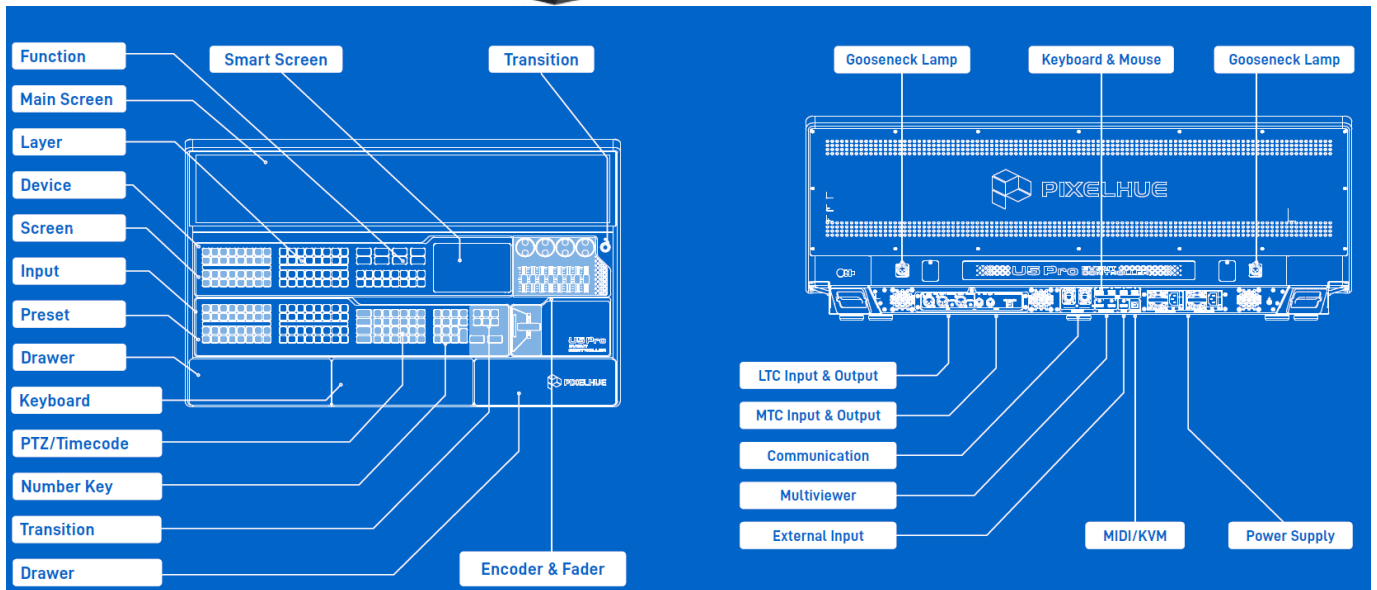 Function
Smart Screen
Transition
Main Screen
Layer
Device
Screen
Input
Preset
Drawer
Keyboard
PTZ/Timecode
Number Key
Transition
Drawer
Encoder & Fader
U5 Pro
EVENT
CONTROLLER
PIXELHUE
Gooseneck Lamp
Keyboard & Mouse
Gooseneck Lamp
PIXELHUE
U5 Pro
LTC Input & Output
MTC Input & Output
Communication
Multiviewer
External Input
MIDI/KVM
Power Supply